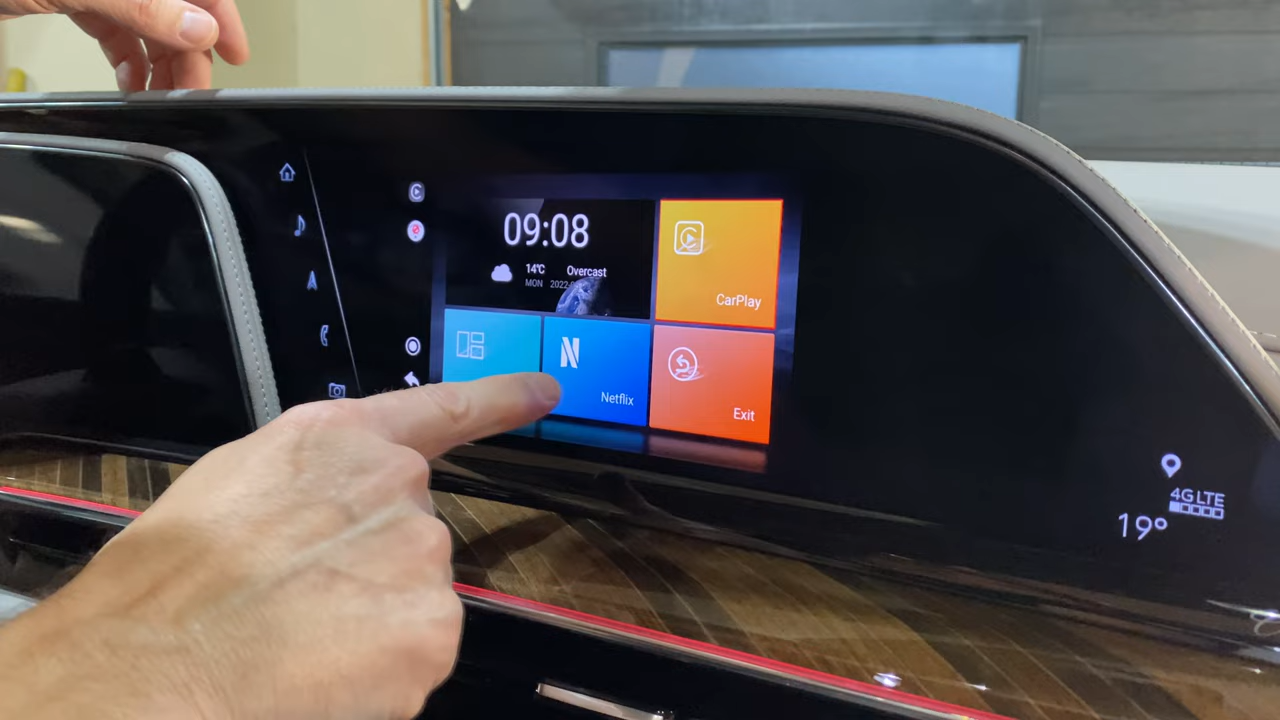 09:08
14℃ Overcast
MON 2022-
CarPlay
Netflix
Exit
4G LTE
19°